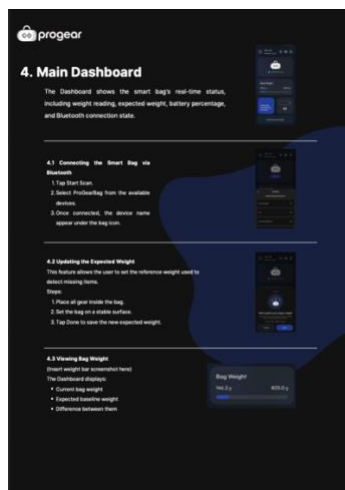 progear
4. Main Dashboard
The Dashboard shows the smart bag's real-time status,
including weight reading, expected weight, battery percentage,
and Bluetooth connection state.
4.1 Connecting the Smart Bag via
Bluetooth
1. Tap Start Scan.
2. Select ProGearBag from the available
devices.
3. Once connected, the device name
appear under the bag icon.
4.2 Updating the Expected Weight
This feature allows the user to set the reference weight used to
detect missing items.
Steps:
1. Place all gear inside the bag.
2. Set the bag on a stable surface.
3. Tap Done to save the new expected weight.
4.3 Viewing Bag Weight
(Insert weight bar screenshot here)
The Dashboard displays:
• Current bag weight
• Expected baseline weight
• Difference between them
Bag Weight